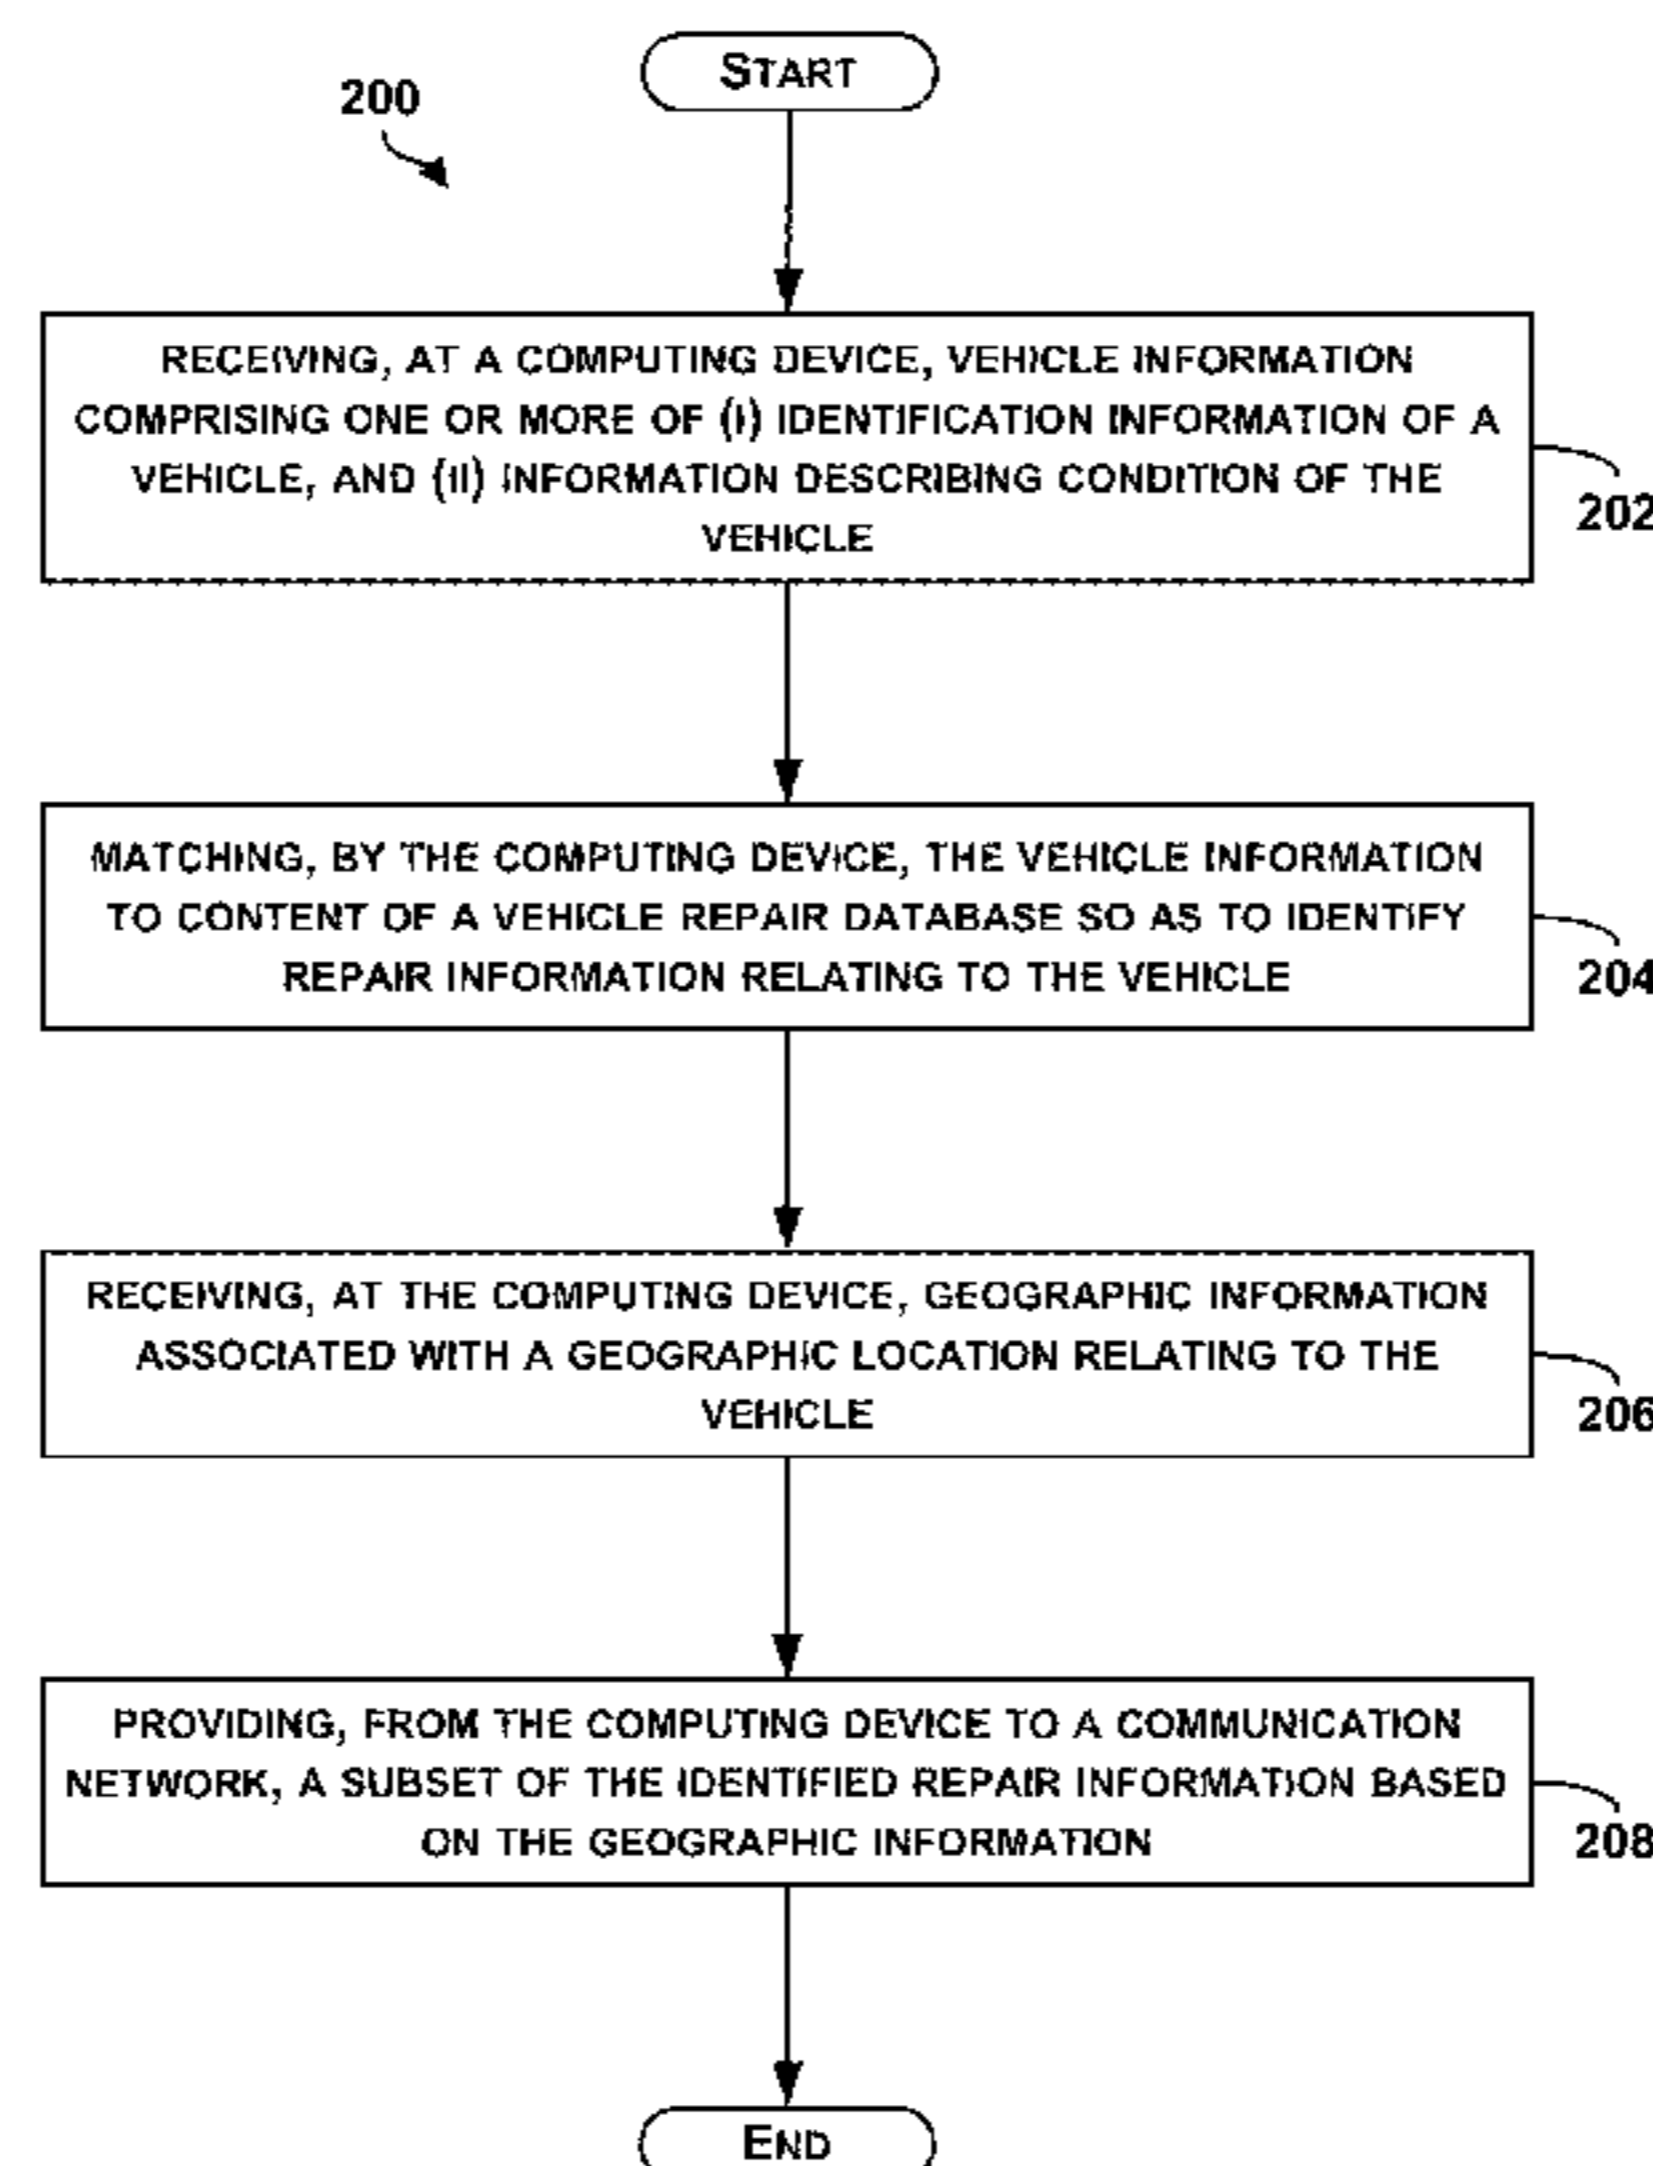 START
200
RECEIVING, AT A COMPUTING DEVICE, VEHICLE INFORMATION
COMPRISING ONE OR MORE OF (I) IDENTIFICATION INFORMATION OF A
VEHICLE, AND (II) INFORMATION DESCRIBING CONDITION OF THE
VEHICLE
202
MATCHING, BY THE COMPUTING DEVICE, THE VEHICLE INFORMATION
TO CONTENT OF A VEHICLE REPAIR DATABASE SO AS TO IDENTIFY
REPAIR INFORMATION RELATING TO THE VEHICLE
204
RECEIVING, AT THE COMPUTING DEVICE, GEOGRAPHIC INFORMATION
ASSOCIATED WITH A GEOGRAPHIC LOCATION RELATING TO THE
VEHICLE
206
PROVIDING, FROM THE COMPUTING DEVICE TO A COMMUNICATION
NETWORK, A SUBSET OF THE IDENTIFIED REPAIR INFORMATION BASED
ON THE GEOGRAPHIC INFORMATION
208
END